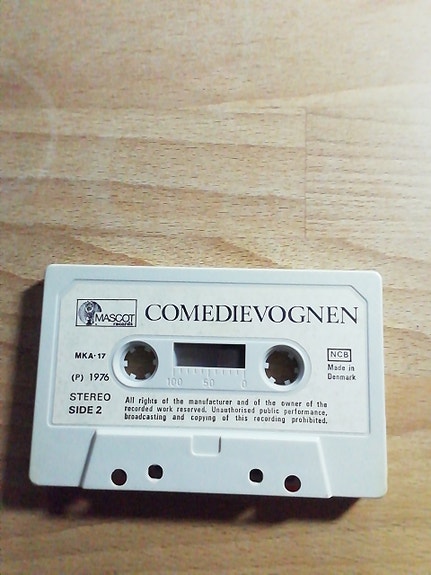 MASCOT
records
COMEDIEVOGNEN
MKA·17
NCB
(P) 1976
Made in
Denmark
100 50 0
STEREO
SIDE 2
All rights of the manufacturer and of the owner of the
recorded work reserved. Unauthorised public performance,
broadcasting and copying of this recording prohibited.